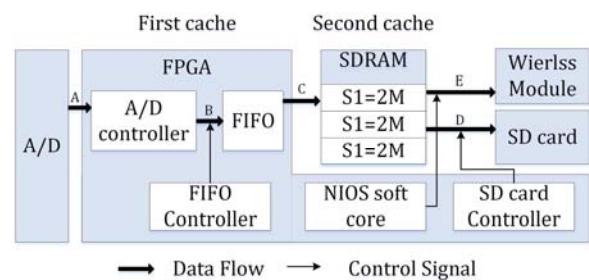 First cache
Second cache
FPGA
SDRAM
Wierlss
Module
A
A/D
controller
B
FIFO
C
S1=2M
E
S1=2M
D
SD card
S1=2M
A/D
FIFO
Controller
NIOS soft
core
SD card
Controller
Data Flow
Control Signal